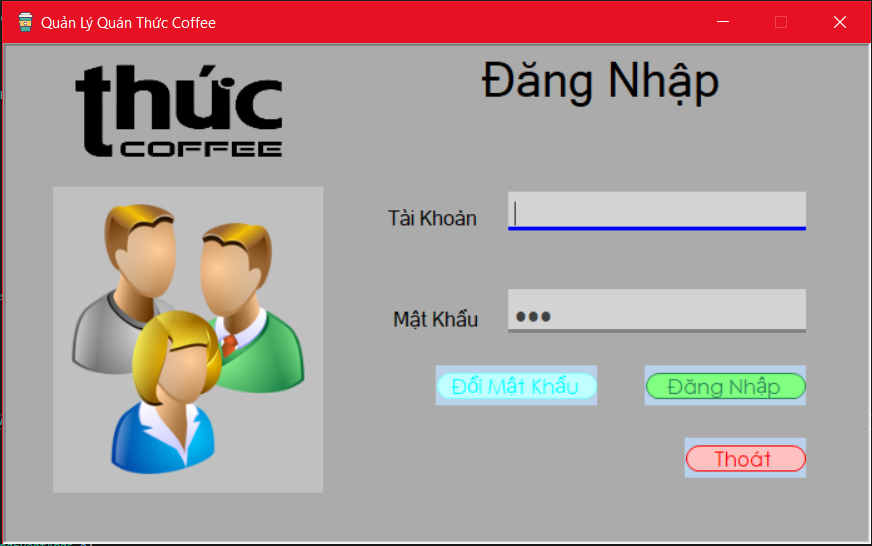 Quản Lý Quán Thức Coffee
thức
COFFEE
Đăng Nhập
Tài Khoản
Mật Khẩu
Đổi Mật Khẩu
Đăng Nhập
Thoát